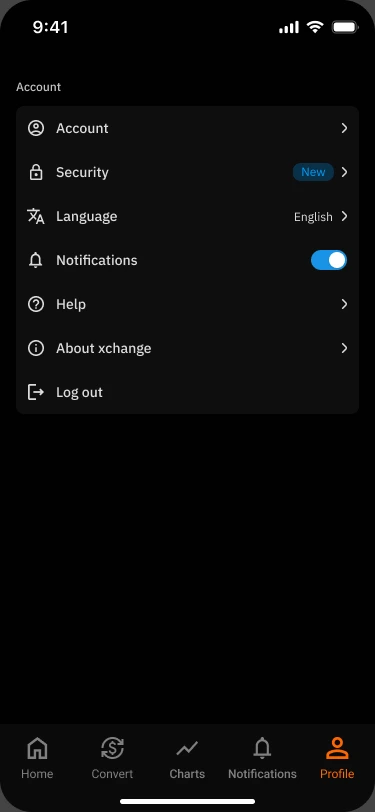 9:41
Account
Account
Security New
Language English
Notifications
Help
About xchange
Log out
Home Convert Charts Notifications Profile